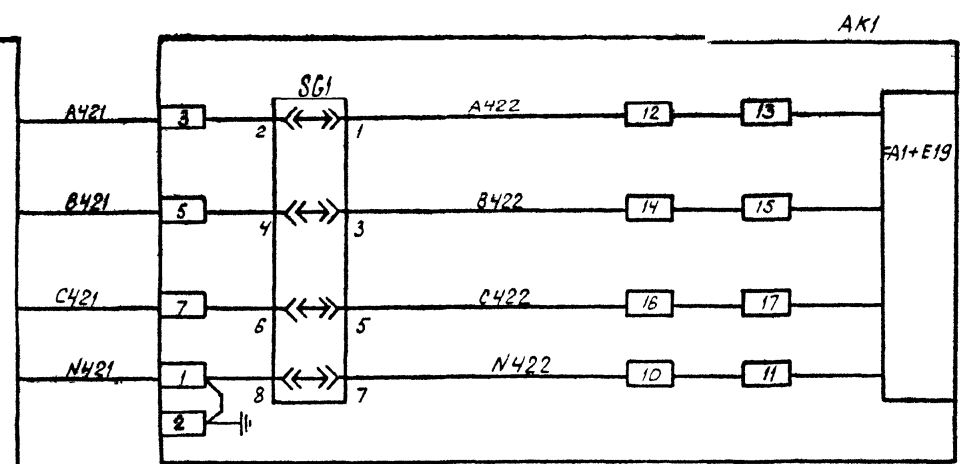 AK1
SG1
A421 3 2 1 A422 12 13
=A1+E19
B421 5 4 3 B422 14 15
C421 7 6 5 C422 16 17
N421 1 8 7 N422 10 11
2